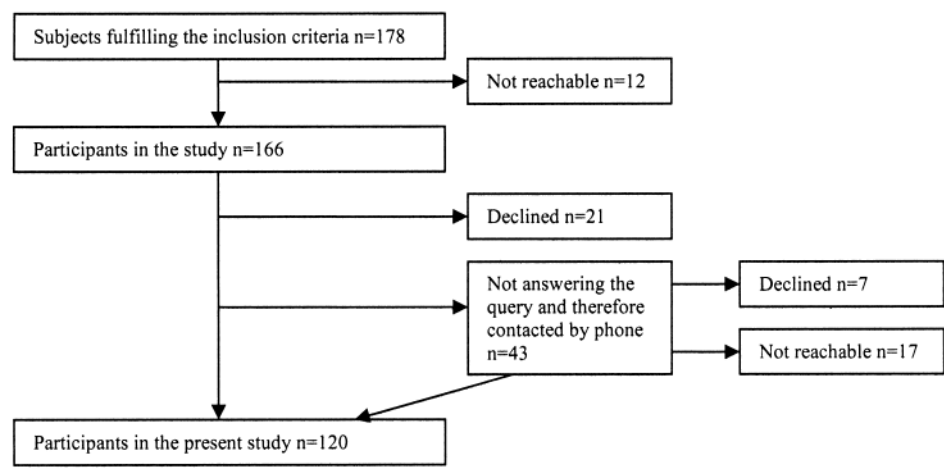 Subjects fulfilling the inclusion criteria n=178
Not reachable n=12
Participants in the study n=166
Declined n=21
Not answering the
query and therefore
contacted by phone
n=43
Declined n=7
Not reachable n=17
Participants in the present study n=120